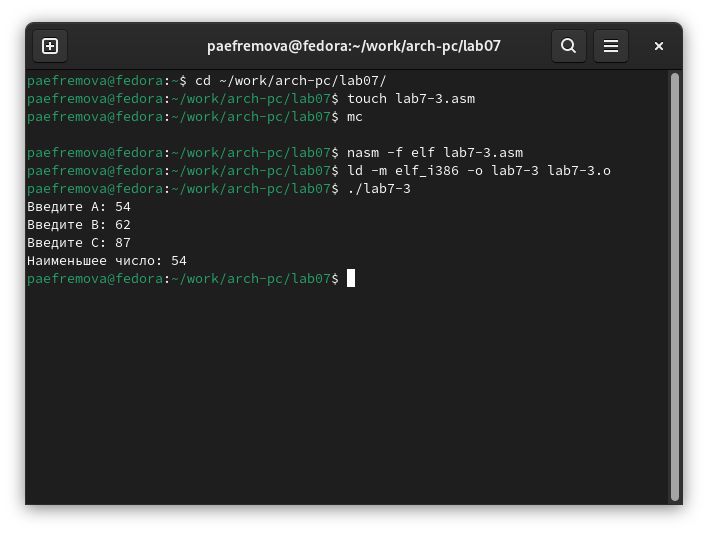 paefremova@fedora:~/work/arch-pc/lab07
paefremova@fedora:~$ cd ~/work/arch-pc/lab07/
paefremova@fedora:~/work/arch-pc/lab07$ touch lab7-3.asm
paefremova@fedora:~/work/arch-pc/lab07$ mc
paefremova@fedora:~/work/arch-pc/lab07$ nasm -f elf lab7-3.asm
paefremova@fedora:~/work/arch-pc/lab07$ ld -m elf_i386 -o lab7-3 lab7-3.o
paefremova@fedora:~/work/arch-pc/lab07$ ./lab7-3
Введите A: 54
Введите B: 62
Введите C: 87
Наименьшее число: 54
paefremova@fedora:~/work/arch-pc/lab07$